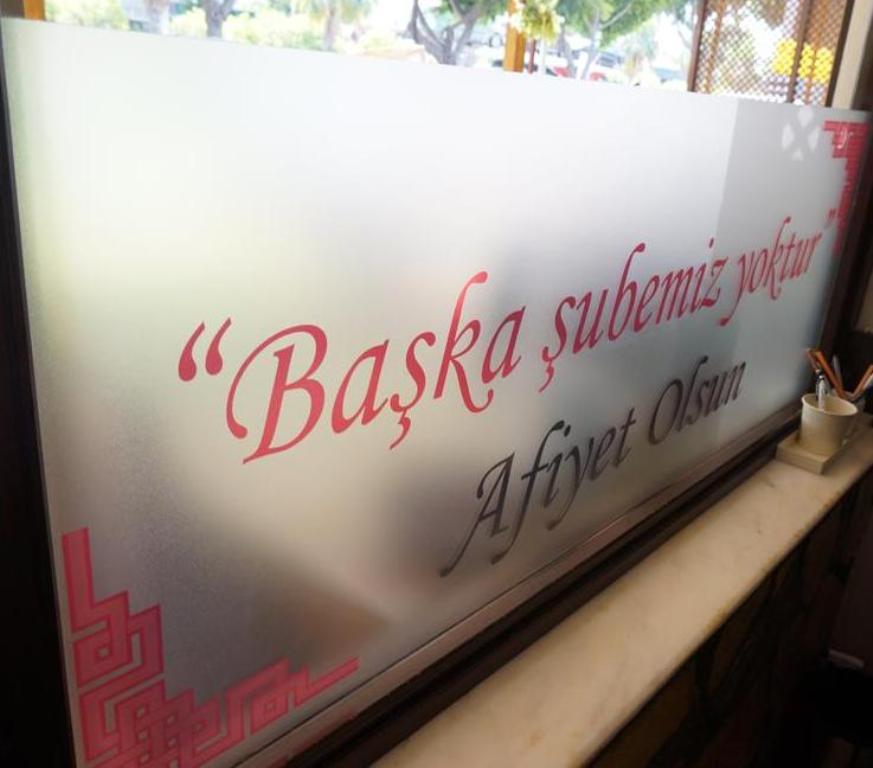 “Başka şubemiz yoktur”
Afiyet Olsun